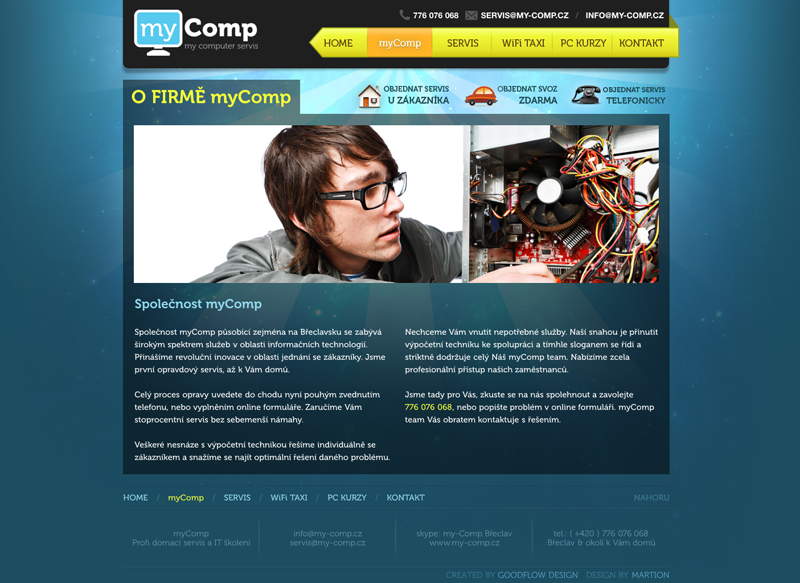 myComp
my computer servis
776 076 068 SERVIS@MY-COMP.CZ / INFO@MY-COMP.CZ
HOME myComp SERVIS WiFi TAXI PC KURZY KONTAKT
O FIRMĚ myComp
OBJEDNAT SERVIS
U ZÁKAZNÍKA
OBJEDNAT SVOZ
ZDARMA
OBJEDNAT SERVIS
TELEFONICKY
Společnost myComp
Společnost myComp působící zejména na Břeclavsku se zabývá
širokým spektrem služeb v oblasti informačních technologií.
Přinášíme revoluční inovace v oblasti jednání se zákazníky. Jsme
první opravdový servis, až k Vám domů.
Celý proces opravy uvedete do chodu nyní pouhým zvednutím
telefonu, nebo vyplněním online formuláře. Zaručíme Vám
stoprocentní servis bez sebemenší námahy.
Veškeré nesnáze s výpočetní technikou řešíme individuálně se
zákazníkem a snažíme se najít optimální řešení daného problému.
Nechceme Vám vnutit nepotřebné služby. Naší snahou je přinutit
výpočetní techniku ke spolupráci a tímhle sloganem se řídí a
striktně dodržuje celý Náš myComp team. Nabízíme zcela
profesionální přístup našich zaměstnanců.
Jsme tady pro Vás, zkuste se na nás spolehnout a zavolejte
776 076 068, nebo popište problém v online formuláři. myComp
team Vás obratem kontaktuje s řešením.
HOME / myComp / SERVIS / WiFi TAXI / PC KURZY / KONTAKT
NAHORU
myComp
Profi domací servis a IT školení
info@my-comp.cz
servis@my-comp.cz
skype: my-Comp Břeclav
www.my-comp.cz
tel.: ( +420 ) 776 076 068
Břeclav & okolí k Vám domů
CREATED BY GOODFLOW DESIGN DESIGN BY MARTION